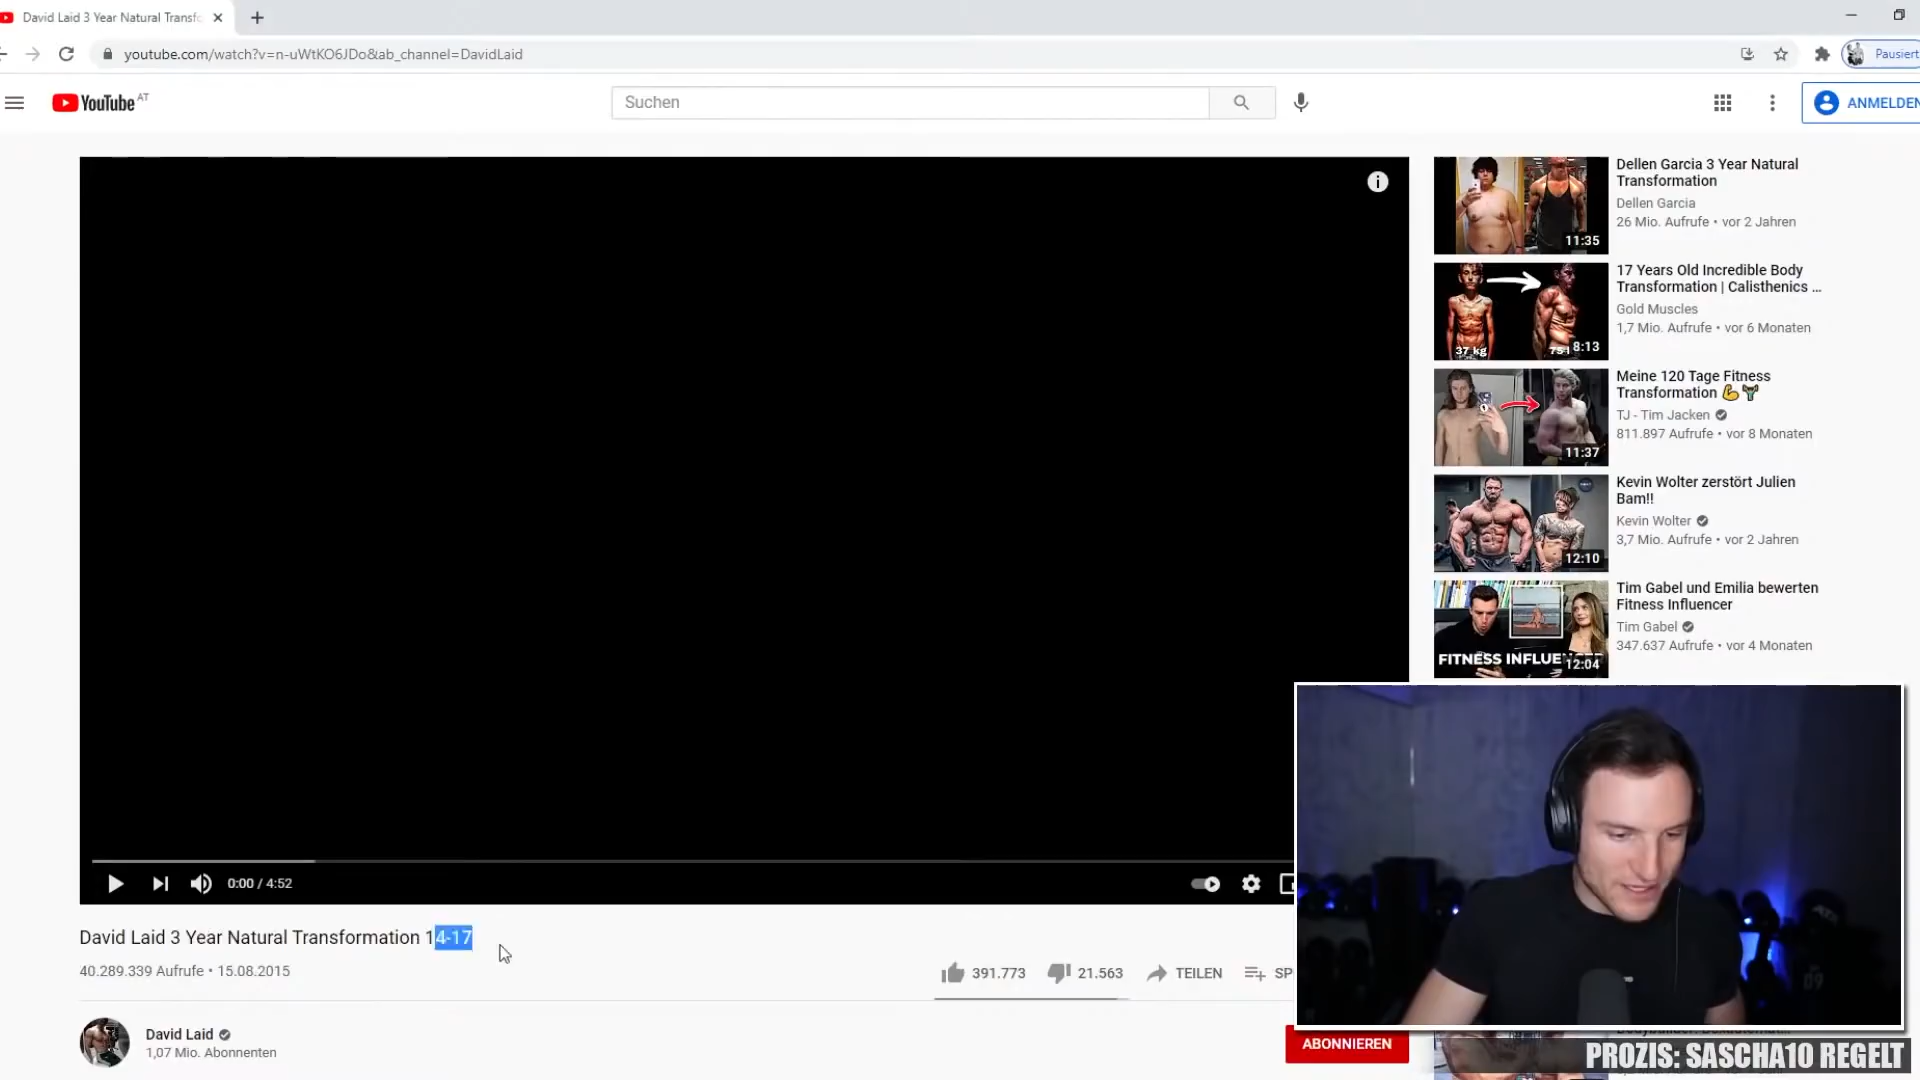 David Laid 3 Year Natural Transfo
youtube.com/watch?v=n-uWtKO6JDo&ab_channel=DavidLaid
Pausiert
YouTube AT
Suchen
ANMELDEN
Dellen Garcia 3 Year Natural
Transformation
Dellen Garcia
26 Mio. Aufrufe • vor 2 Jahren
11:35
17 Years Old Incredible Body
Transformation | Calisthenics ...
Gold Muscles
1,7 Mio. Aufrufe • vor 6 Monaten
37 kg
75
8:13
Meine 120 Tage Fitness
Transformation 💪🏋
TJ - Tim Jacken
811.897 Aufrufe • vor 8 Monaten
11:37
Kevin Wolter zerstört Julien
Bam!!
Kevin Wolter
3,7 Mio. Aufrufe • vor 2 Jahren
12:10
Tim Gabel und Emilia bewerten
Fitness Influencer
Tim Gabel
347.637 Aufrufe • vor 4 Monaten
FITNESS INFLUE
12:04
0:00 / 4:52
David Laid 3 Year Natural Transformation 14-17
40.289.339 Aufrufe • 15.08.2015
391.773
21.563
TEILEN
SP
David Laid
1,07 Mio. Abonnenten
ABONNIEREN
PROZIS: SASCHA10 REGELT